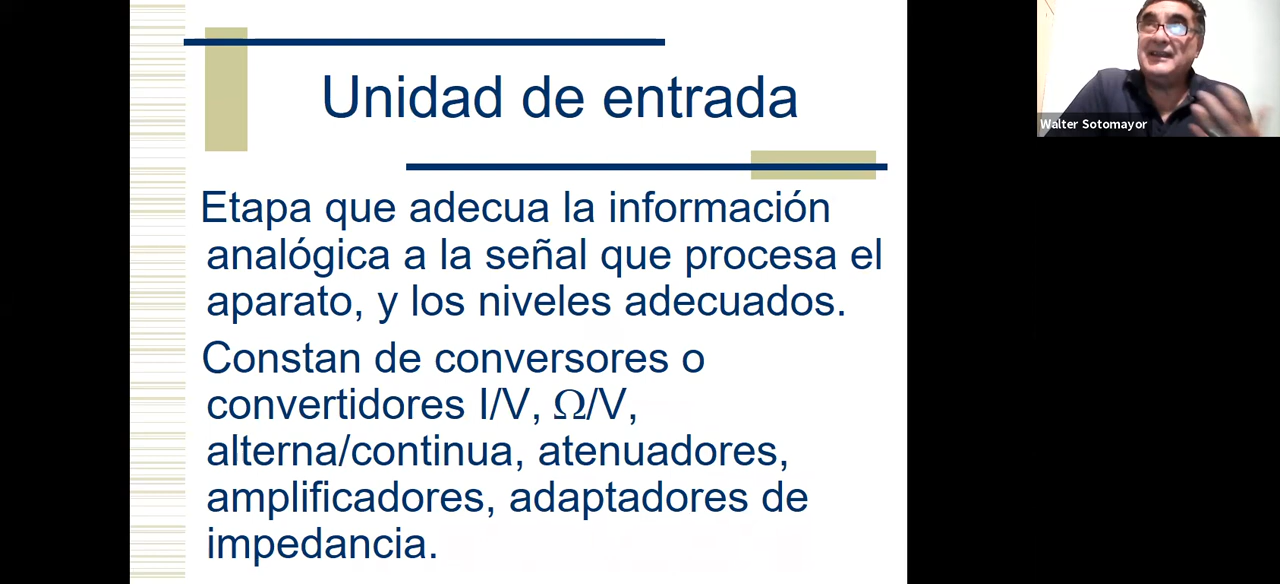 Unidad de entrada
Walter Sotomayor
Etapa que adecua la información
analógica a la señal que procesa el
aparato, y los niveles adecuados.
Constan de conversores o
convertidores I/V, Ω/V,
alterna/continua, atenuadores,
amplificadores, adaptadores de
impedancia.